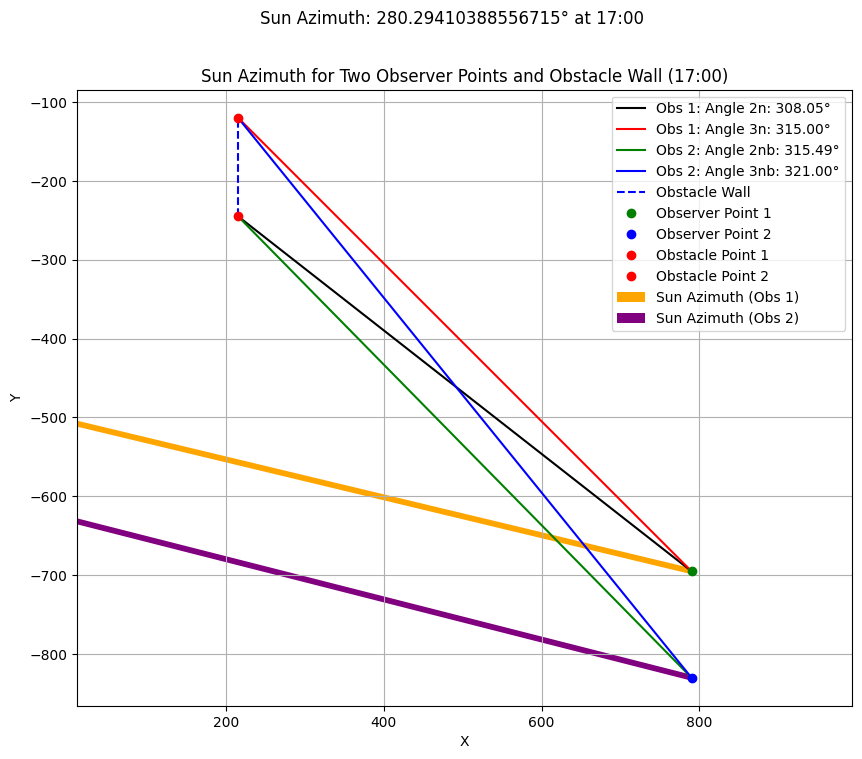 Sun Azimuth: 280.29410388556715° at 17:00
Sun Azimuth for Two Observer Points and Obstacle Wall (17:00)
Obs 1: Angle 2n: 308.05°
Obs 1: Angle 3n: 315.00°
Obs 2: Angle 2nb: 315.49°
Obs 2: Angle 3nb: 321.00°
Obstacle Wall
Observer Point 1
Observer Point 2
Obstacle Point 1
Obstacle Point 2
Sun Azimuth (Obs 1)
Sun Azimuth (Obs 2)
Y
−100
−200
−300
−400
−500
−600
−700
−800
200 400 600 800
X